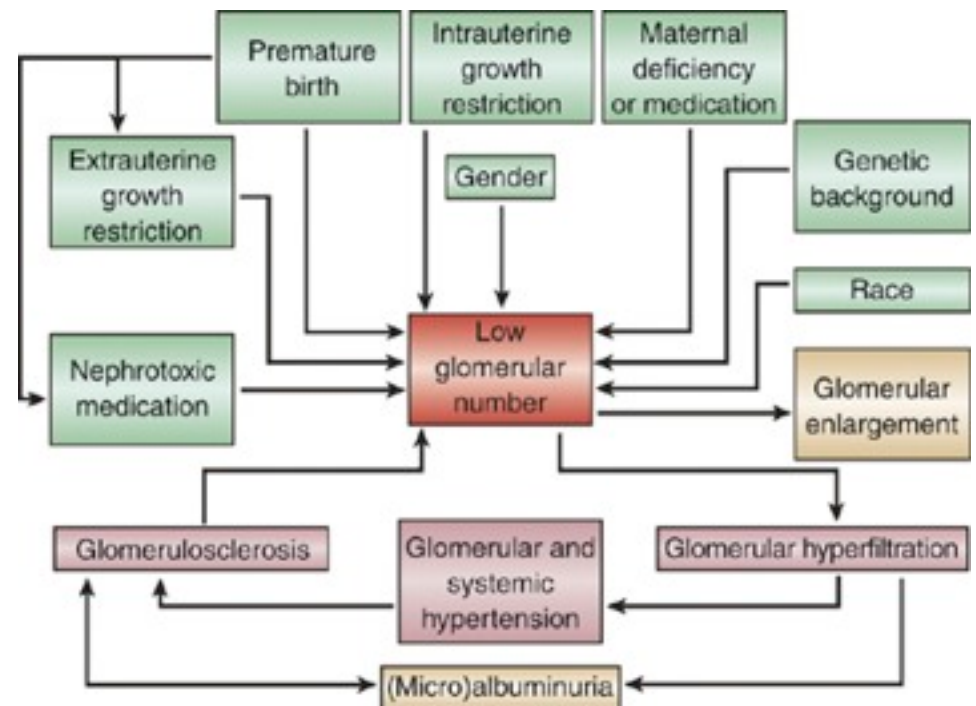 Premature
birth
Intrauterine
growth
restriction
Maternal
deficiency
or medication
Extrauterine
growth
restriction
Gender
Genetic
background
Race
Low
glomerular
number
Nephrotoxic
medication
Glomerular
enlargement
Glomerulosclerosis
Glomerular and
systemic
hypertension
Glomerular hyperfiltration
(Micro)albuminuria